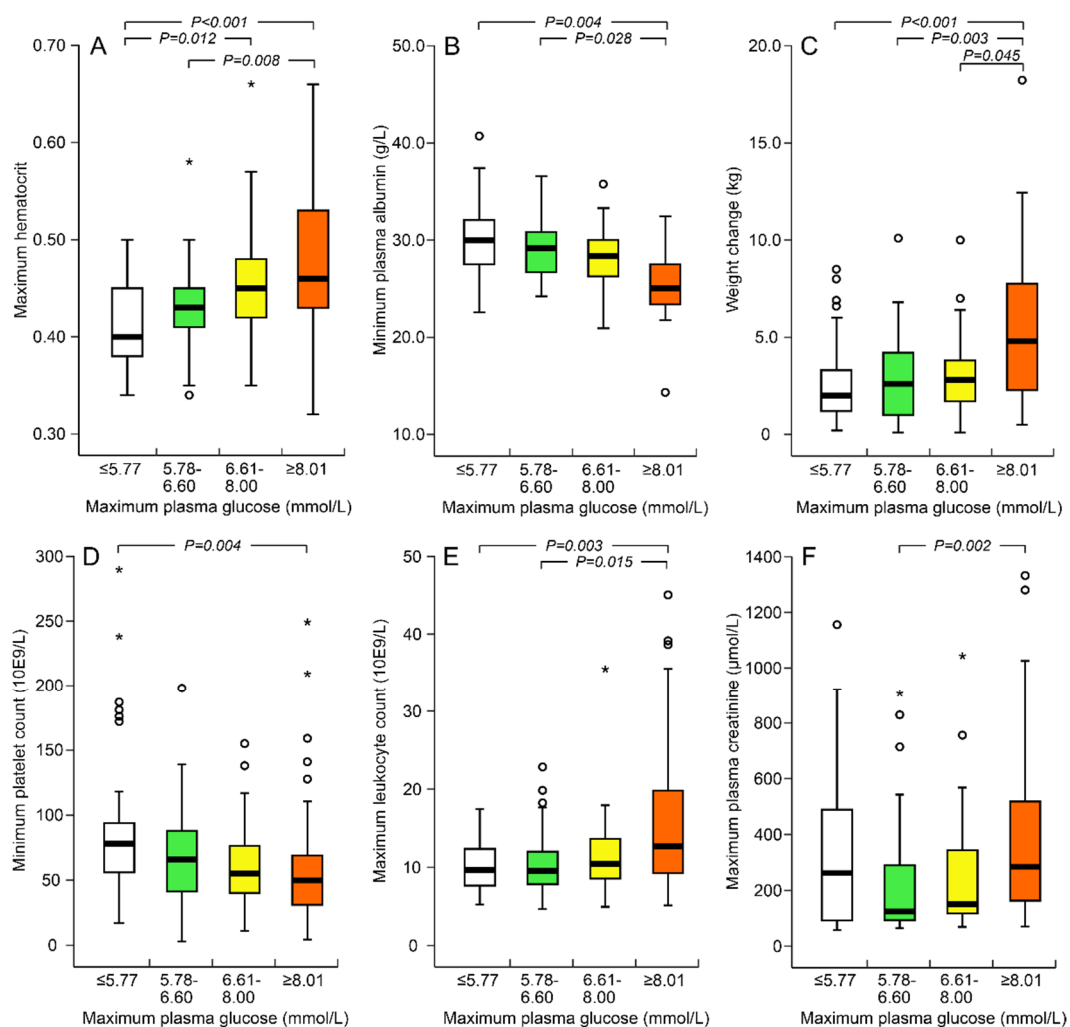 A
P<0.001
P=0.012
P=0.008
0.70
0.60
0.50
0.40
0.30
Maximum hematocrit
*
*
≤5.77
5.78-
6.60
6.61-
8.00
≥8.01
Maximum plasma glucose (mmol/L)
B
P=0.004
P=0.028
50.0
40.0
30.0
20.0
10.0
Minimum plasma albumin (g/L)
≤5.77
5.78-
6.60
6.61-
8.00
≥8.01
Maximum plasma glucose (mmol/L)
C
P<0.001
P=0.003
P=0.045
20.0
15.0
10.0
5.0
0
Weight change (kg)
≤5.77
5.78-
6.60
6.61-
8.00
≥8.01
Maximum plasma glucose (mmol/L)
D
P=0.004
300
250
200
150
100
50
0
Minimum platelet count (10E9/L)
*
*
*
*
≤5.77
5.78-
6.60
6.61-
8.00
≥8.01
Maximum plasma glucose (mmol/L)
E
P=0.003
P=0.015
50
40
30
20
10
0
Maximum leukocyte count (10E9/L)
*
≤5.77
5.78-
6.60
6.61-
8.00
≥8.01
Maximum plasma glucose (mmol/L)
F
P=0.002
1400
1200
1000
800
600
400
200
0
Maximum plasma creatinine (µmol/L)
*
*
≤5.77
5.78-
6.60
6.61-
8.00
≥8.01
Maximum plasma glucose (mmol/L)